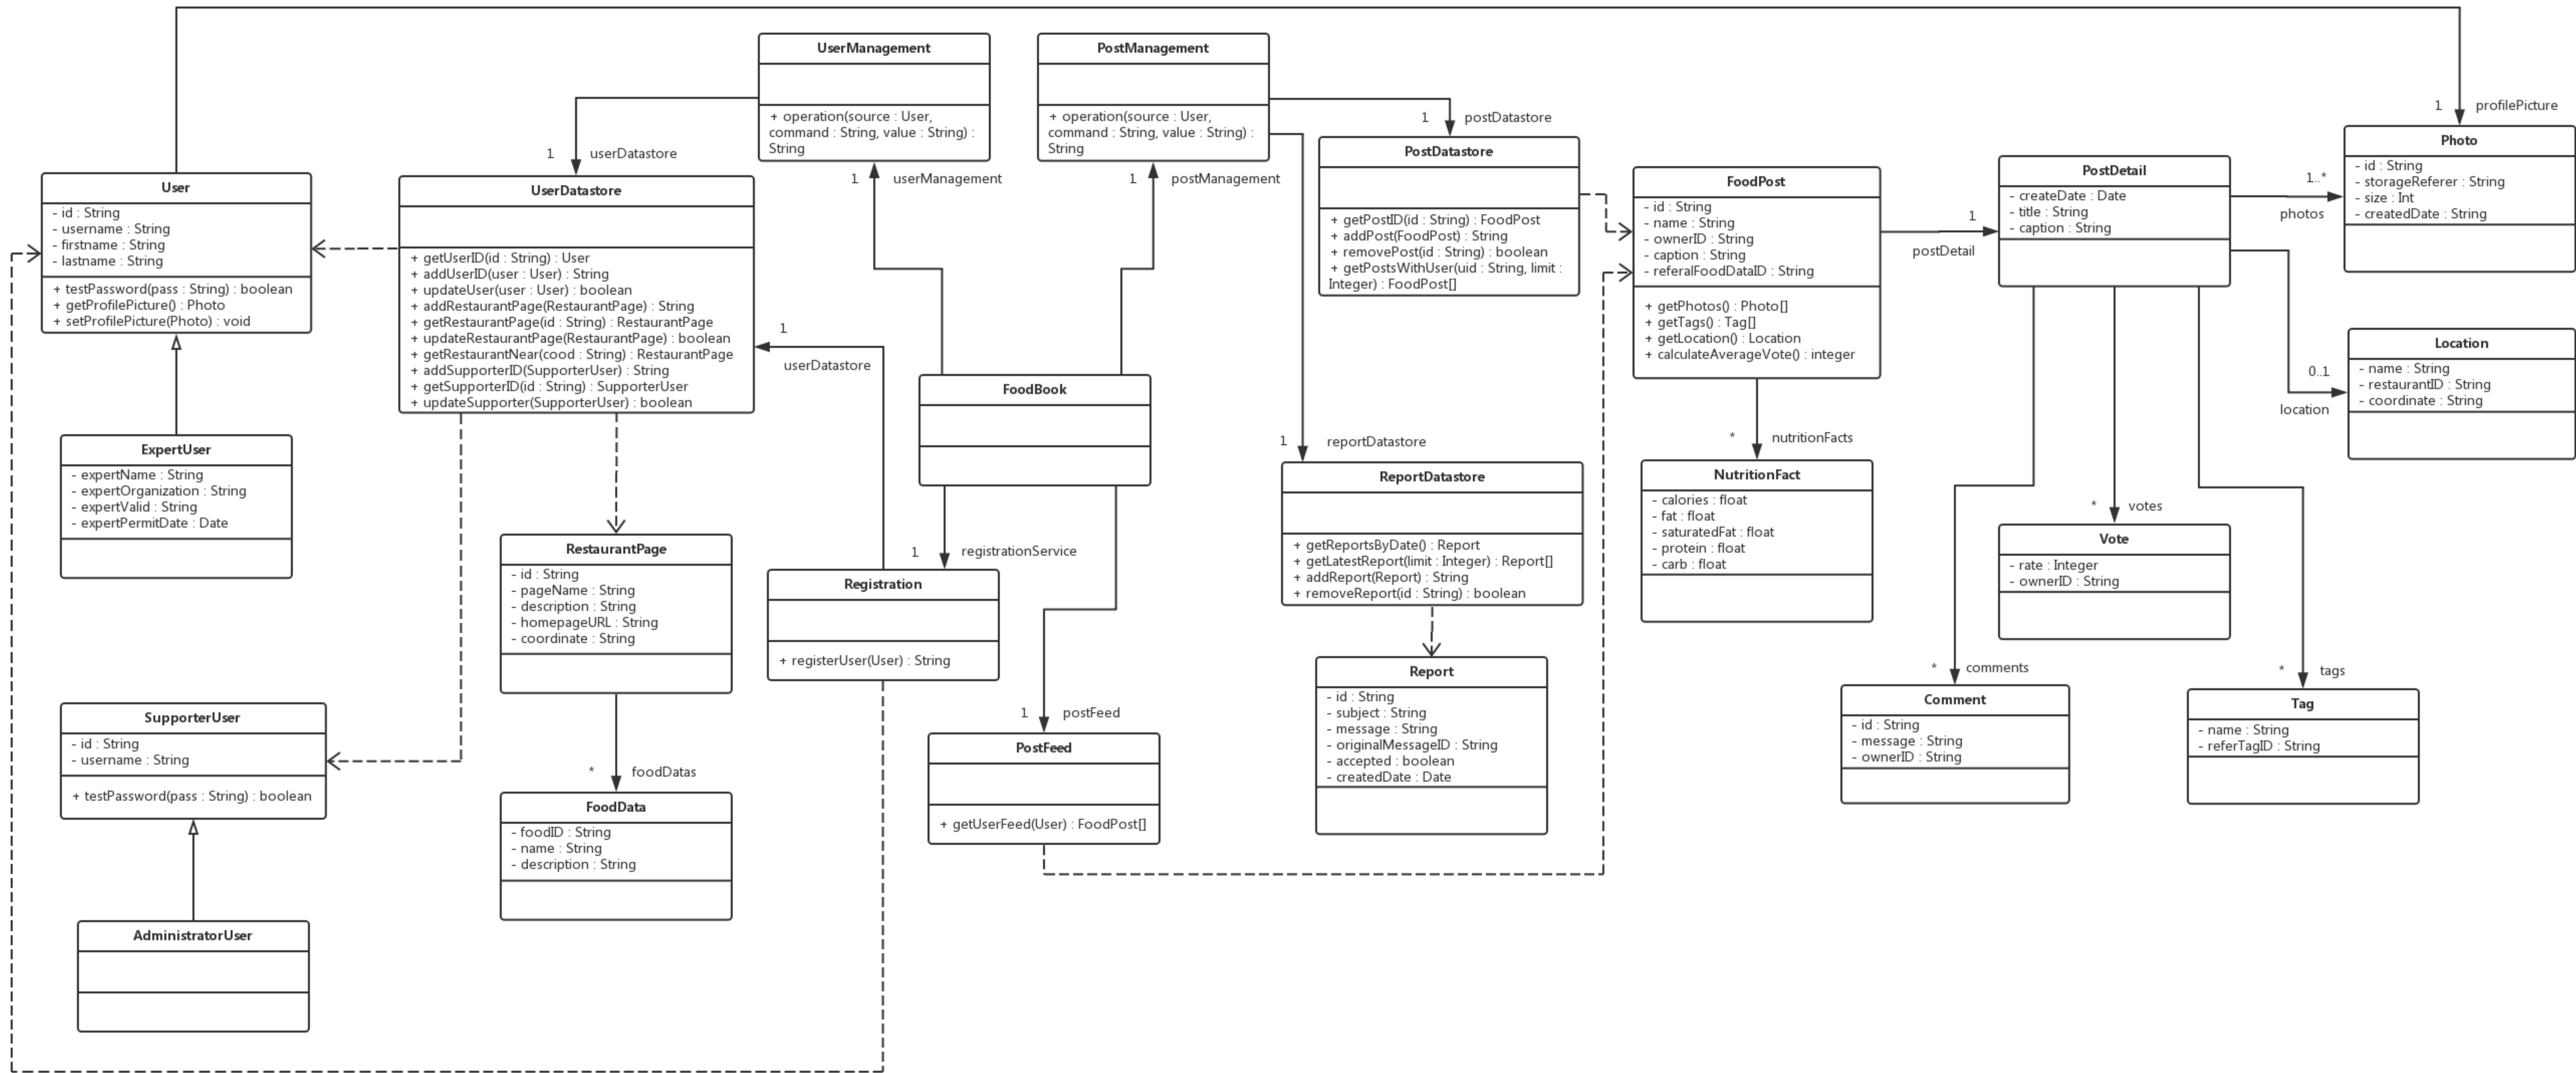 UserManagement
+ operation(source : User,
command : String, value : String) :
String
PostManagement
+ operation(source : User,
command : String, value : String) :
String
1
profilePicture
1
userDatastore
1
userManagement
1
postManagement
1
postDatastore
Photo
- id : String
- storageReferer : String
- size : Int
- createdDate : String
User
- id : String
- username : String
- firstname : String
- lastname : String
+ testPassword(pass : String) : boolean
+ getProfilePicture() : Photo
+ setProfilePicture(Photo) : void
UserDatastore
+ getUserID(id : String) : User
+ addUserID(user : User) : String
+ updateUser(user : User) : boolean
+ addRestaurantPage(RestaurantPage) : String
+ getRestaurantPage(id : String) : RestaurantPage
+ updateRestaurantPage(RestaurantPage) : boolean
+ getRestaurantNear(cood : String) : RestaurantPage
+ addSupporterID(SupporterUser) : String
+ getSupporterID(id : String) : SupporterUser
+ updateSupporter(SupporterUser) : boolean
PostDatastore
+ getPostID(id : String) : FoodPost
+ addPost(FoodPost) : String
+ removePost(id : String) : boolean
+ getPostsWithUser(uid : String, limit :
Integer) : FoodPost[]
FoodPost
- id : String
- name : String
- ownerID : String
- caption : String
- referalFoodDataID : String
+ getPhotos() : Photo[]
+ getTags() : Tag[]
+ getLocation() : Location
+ calculateAverageVote() : integer
1
postDetail
PostDetail
- createDate : Date
- title : String
- caption : String
1..*
photos
0..1
location
Location
- name : String
- restaurantID : String
- coordinate : String
1
userDatastore
FoodBook
ExpertUser
- expertName : String
- expertOrganization : String
- expertValid : String
- expertPermitDate : Date
1
reportDatastore
ReportDatastore
+ getReportsByDate() : Report
+ getLatestReport(limit : Integer) : Report[]
+ addReport(Report) : String
+ removeReport(id : String) : boolean
*
nutritionFacts
NutritionFact
- calories : float
- fat : float
- saturatedFat : float
- protein : float
- carb : float
*
votes
Vote
- rate : Integer
- ownerID : String
RestaurantPage
- id : String
- pageName : String
- description : String
- homepageURL : String
- coordinate : String
1
registrationService
Registration
+ registerUser(User) : String
Report
- id : String
- subject : String
- message : String
- originalMessageID : String
- accepted : boolean
- createdDate : Date
*
comments
Comment
- id : String
- message : String
- ownerID : String
*
tags
Tag
- name : String
- referTagID : String
SupporterUser
- id : String
- username : String
+ testPassword(pass : String) : boolean
*
foodDatas
FoodData
- foodID : String
- name : String
- description : String
1
postFeed
PostFeed
+ getUserFeed(User) : FoodPost[]
AdministratorUser